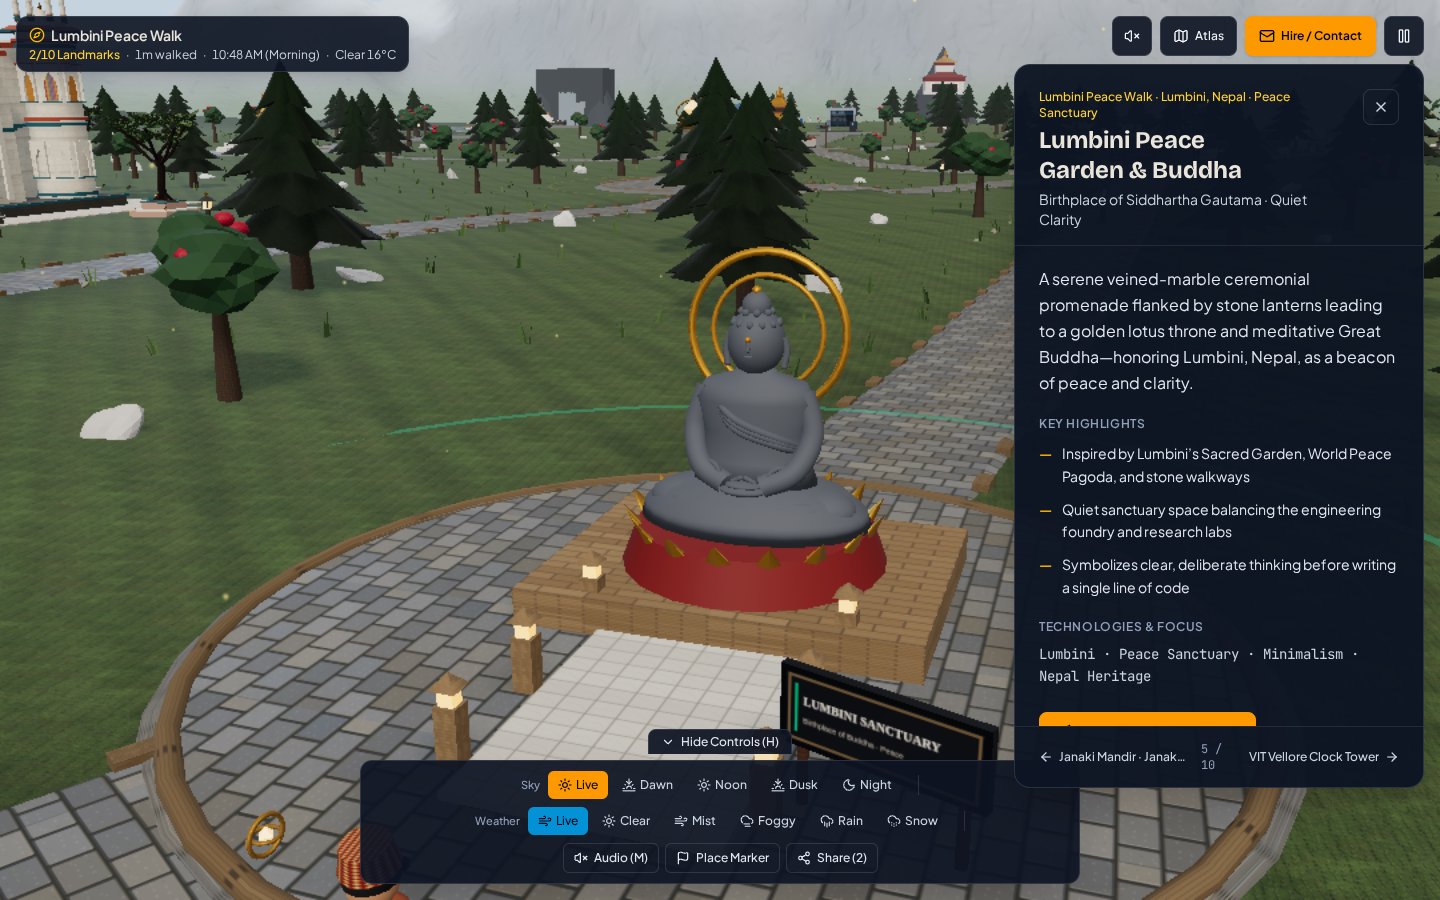 Lumbini Peace Walk
2/10 Landmarks · 1m walked · 10:48 AM (Morning) · Clear 16°C
Atlas
Hire / Contact
Lumbini Peace Walk · Lumbini, Nepal · Peace
Sanctuary
Lumbini Peace
Garden & Buddha
Birthplace of Siddhartha Gautama · Quiet
Clarity
A serene veined-marble ceremonial
promenade flanked by stone lanterns leading
to a golden lotus throne and meditative Great
Buddha—honoring Lumbini, Nepal, as a beacon
of peace and clarity.
KEY HIGHLIGHTS
— Inspired by Lumbini's Sacred Garden, World Peace
Pagoda, and stone walkways
— Quiet sanctuary space balancing the engineering
foundry and research labs
— Symbolizes clear, deliberate thinking before writing
a single line of code
TECHNOLOGIES & FOCUS
Lumbini · Peace Sanctuary · Minimalism ·
Nepal Heritage
Janaki Mandir · Janak...
5 /
10
VIT Vellore Clock Tower
LUMBINI SANCTUARY
Birthplace of Buddha · Peace
Hide Controls (H)
Sky Live Dawn Noon Dusk Night
Weather Live Clear Mist Foggy Rain Snow
Audio (M) Place Marker Share (2)